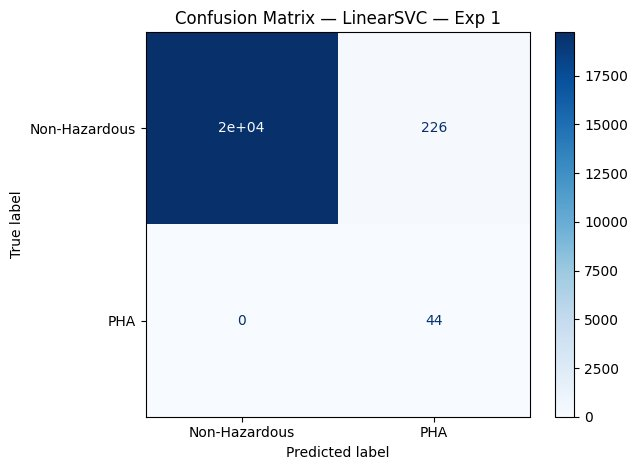 Confusion Matrix — LinearSVC — Exp 1
True label
Non-Hazardous
PHA
2e+04
226
0
44
Non-Hazardous
PHA
Predicted label
17500
15000
12500
10000
7500
5000
2500
0